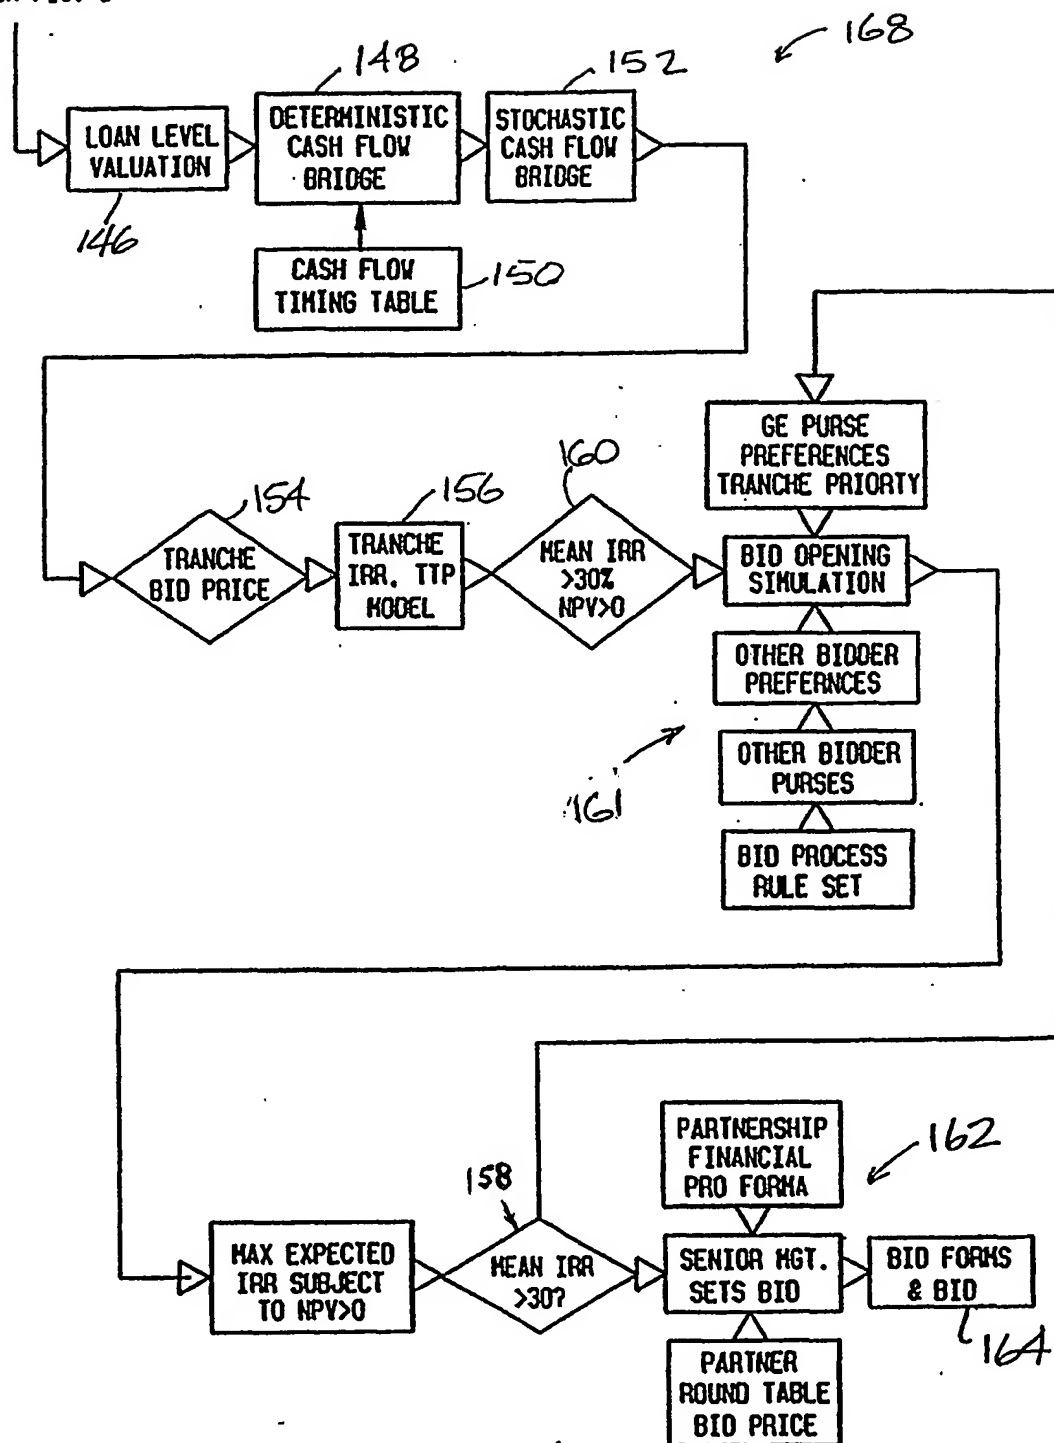 168
148
152
LOAN LEVEL
VALUATION
DETERMINISTIC
CASH FLOW
BRIDGE
STOCHASTIC
CASH FLOW
BRIDGE
146
CASH FLOW
TIMING TABLE
150
GE PURSE
PREFERENCES
TRANCHE PRIORTY
160
154
156
TRANCHE
BID PRICE
TRANCHE
IRR, TTP
MODEL
MEAN IRR
>30%
NPV>0
BID OPENING
SIMULATION
OTHER BIDDER
PREFERNCES
OTHER BIDDER
PURSES
161
BID PROCESS
RULE SET
PARTNERSHIP
FINANCIAL
PRO FORMA
162
158
MAX EXPECTED
IRR SUBJECT
TO NPV>0
MEAN IRR
>30?
SENIOR MGT.
SETS BID
BID FORMS
& BID
164
PARTNER
ROUND TABLE
BID PRICE